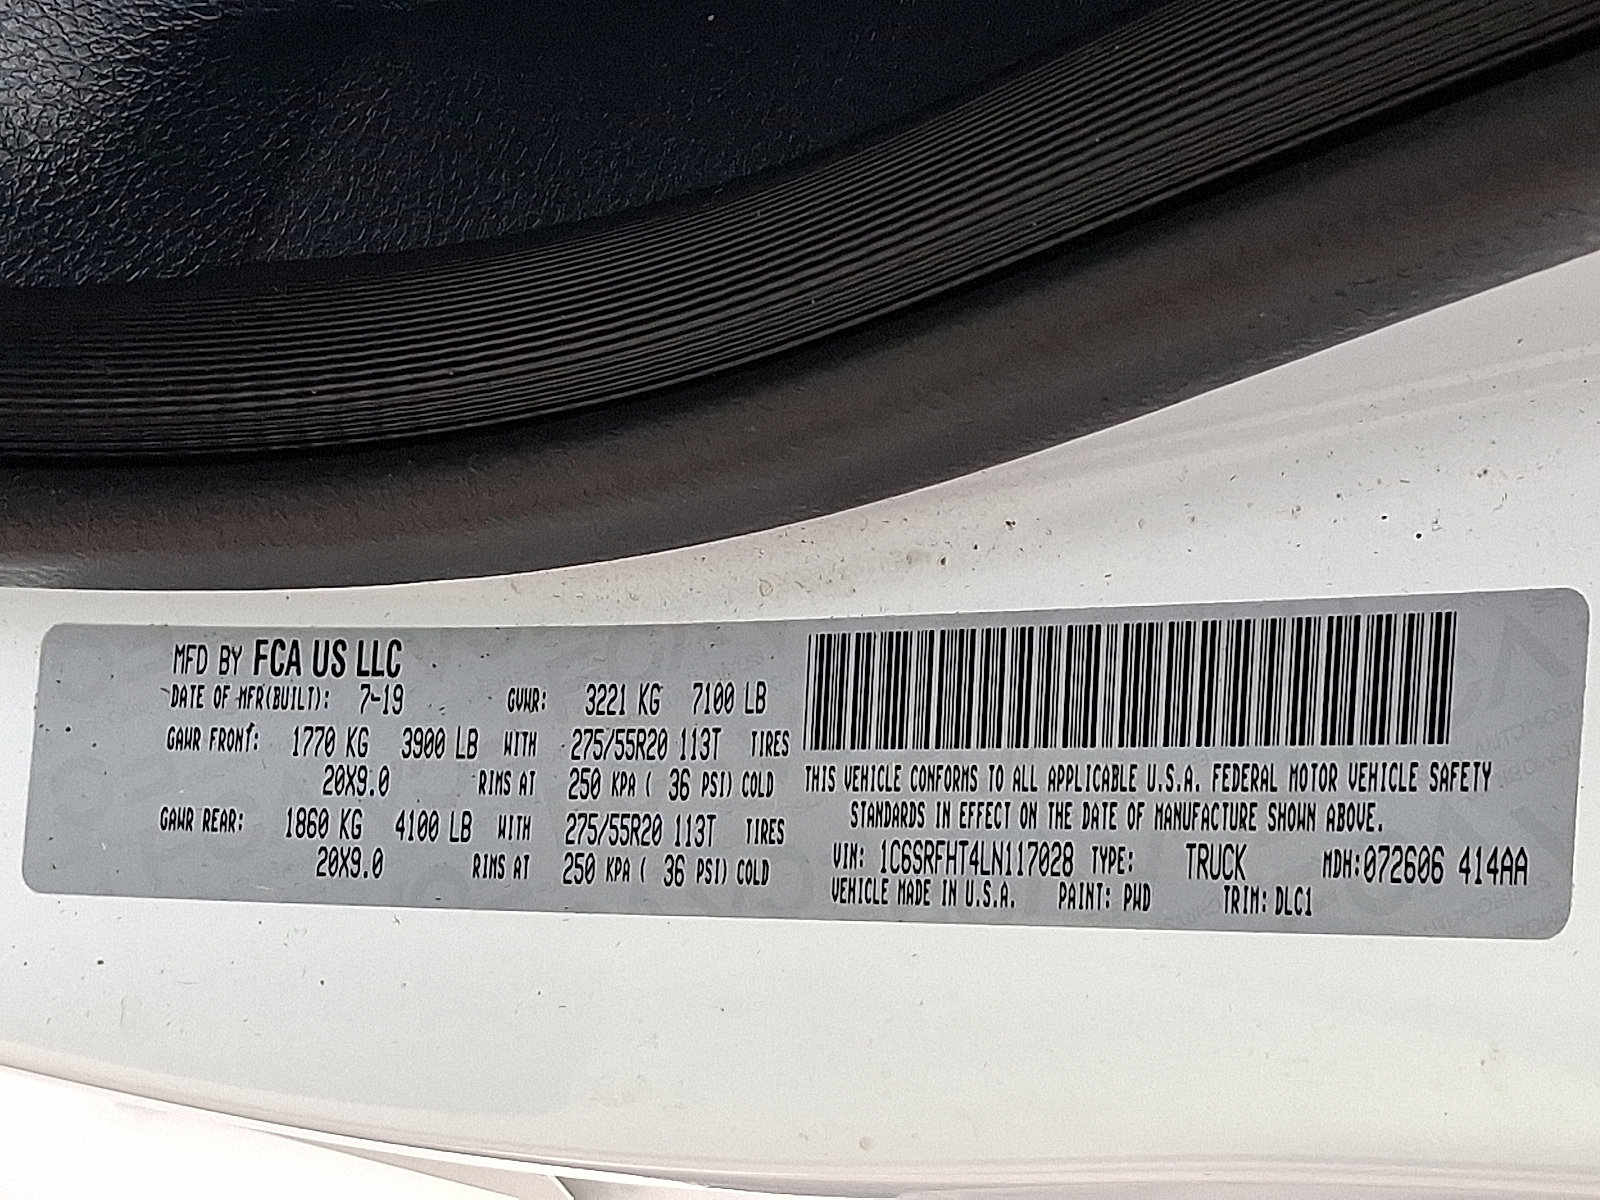 MFD BY FCA US LLC
DATE OF MFR(BUILT): 7-19 GVWR: 3221 KG 7100 LB
GAWR FRONT: 1770 KG 3900 LB WITH 275/55R20 113T TIRES
20X9.0 RIMS AT 250 KPA ( 36 PSI) COLD
GAWR REAR: 1860 KG 4100 LB WITH 275/55R20 113T TIRES
20X9.0 RIMS AT 250 KPA ( 36 PSI) COLD
THIS VEHICLE CONFORMS TO ALL APPLICABLE U.S.A. FEDERAL MOTOR VEHICLE SAFETY
STANDARDS IN EFFECT ON THE DATE OF MANUFACTURE SHOWN ABOVE.
VIN: 1C6SRFHT4LN117028 TYPE: TRUCK MDH:072606 414AA
VEHICLE MADE IN U.S.A. PAINT: PWD TRIM: DLC1